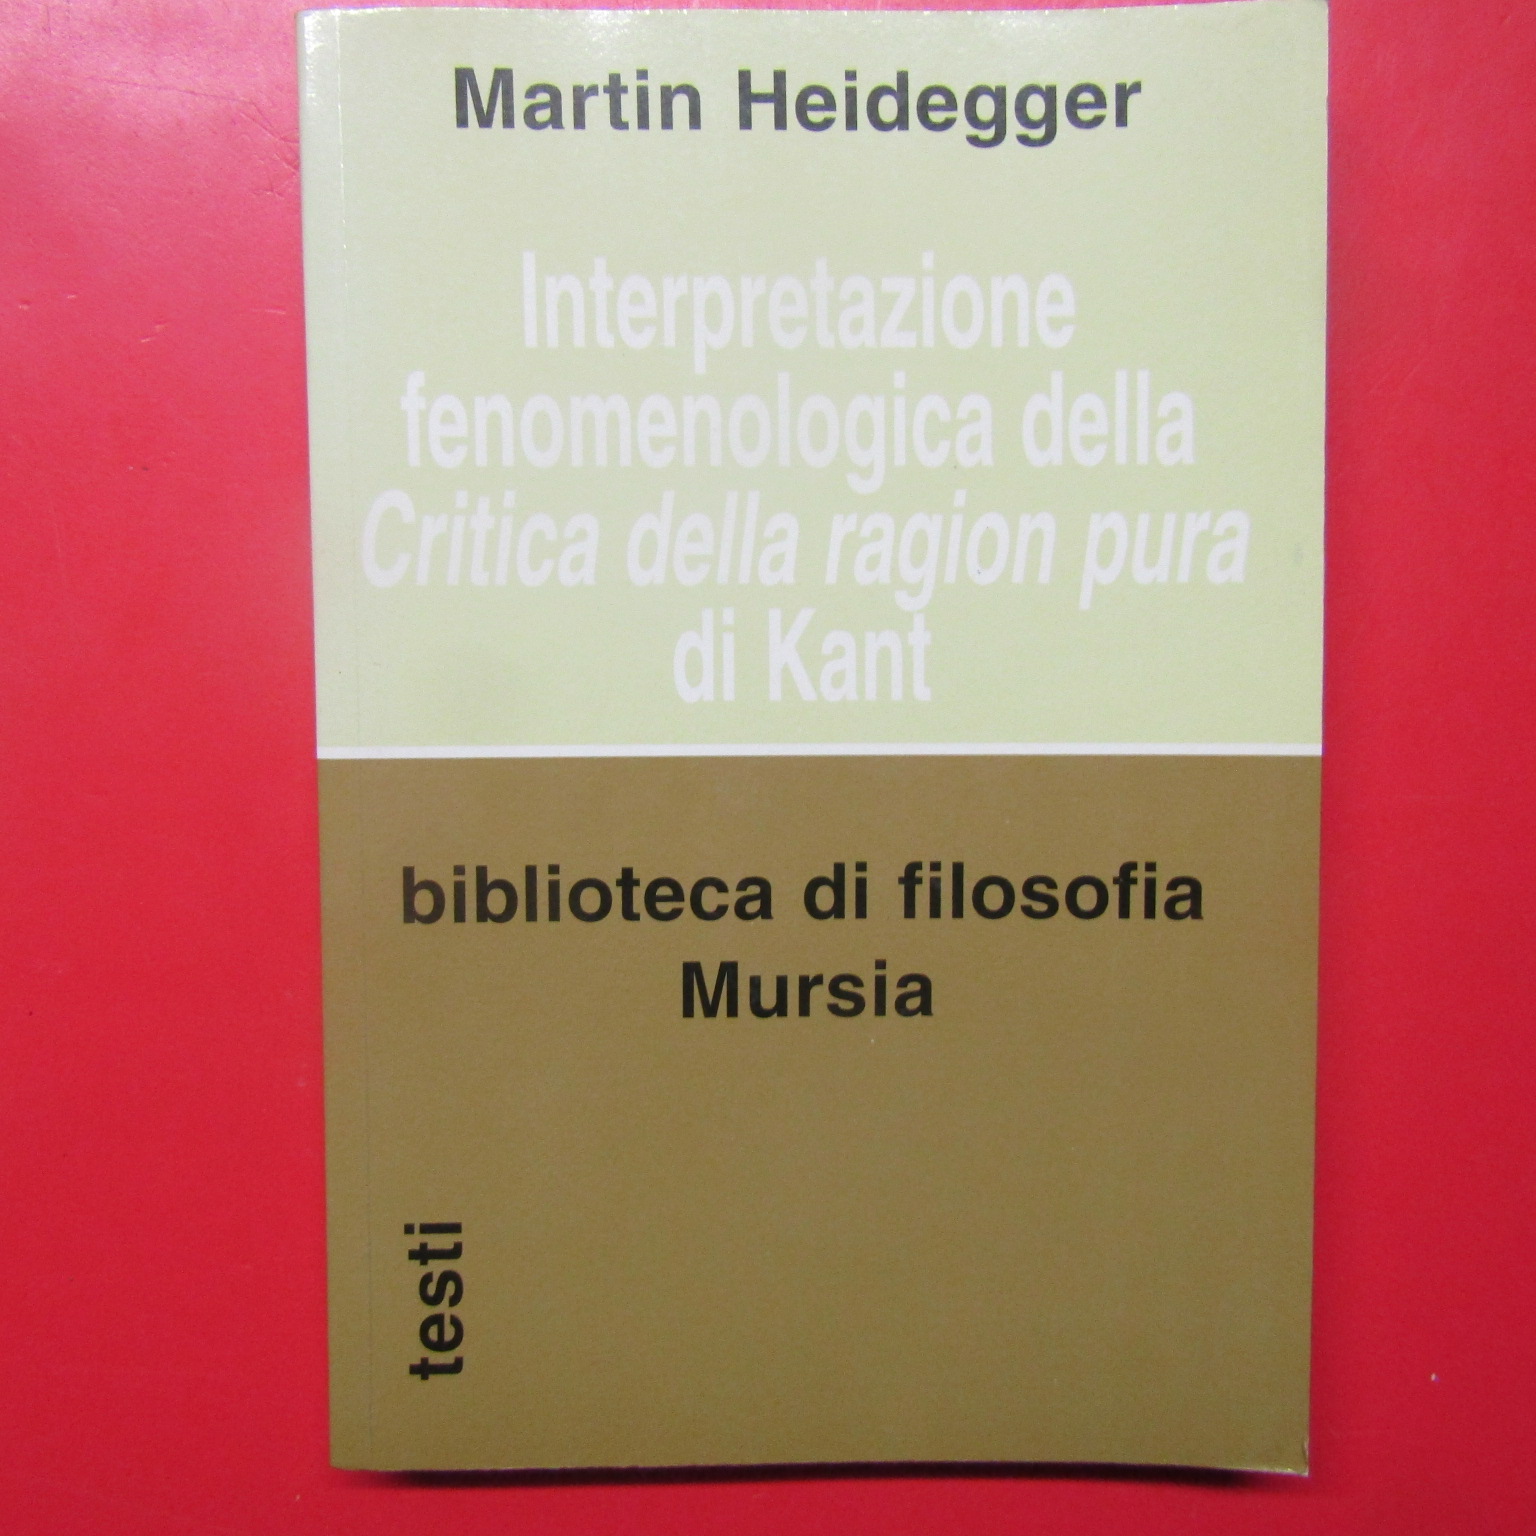 Martin Heidegger
Interpretazione
fenomenologica della
Critica della ragion pura
di Kant
biblioteca di filosofia
Mursia
testi